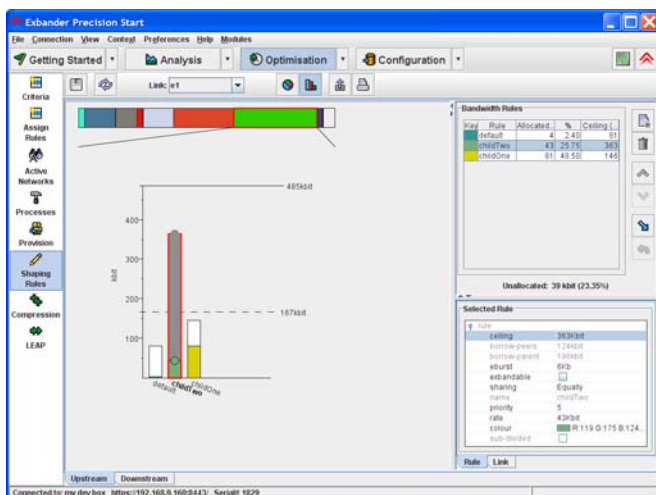 Exbander Precision Start
File Connection View Context Preferences Help Modules
Getting Started Analysis Optimisation Configuration
Link: e1
Criteria
Assign Rules
Active Networks
Processes
Provision
Shaping Rules
Compression
LEAP
485kbit
400
300
200
100
kbit
167kbit
default
childTwo
childOne
Upstream Downstream
Bandwidth Rules
Key Rule Allocated... % Ceiling (...
default 4 2.40 81
childTwo 43 25.75 363
childOne 81 48.50 146
Unallocated: 39 kbit (23.35%)
Selected Rule
rule
ceiling 363Kbit
borrow-peers 124kbit
borrow-parent 196kbit
eburst 6Kb
exbandable
sharing Equally
name childTwo
priority 5
rate 43Kbit
colour R:119 G:175 B:124...
sub-divided
Rule Link
Connected to: my dev box https://192.168.0.160:8443/ Serial# 1829